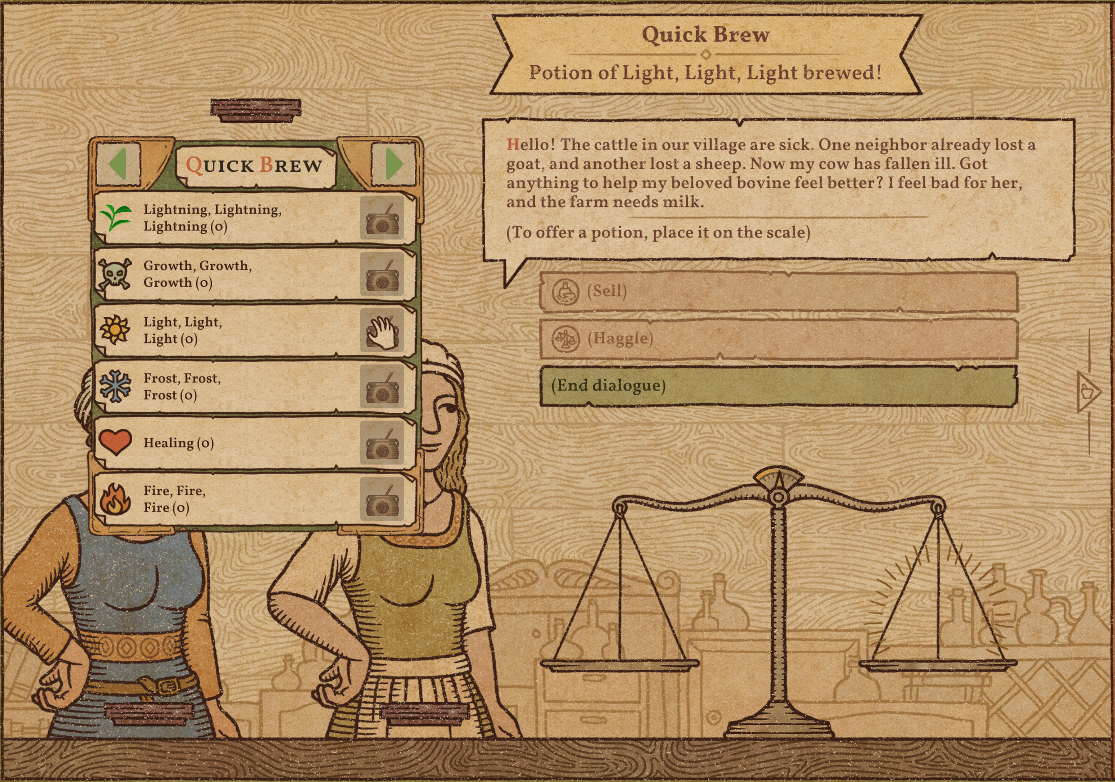 Quick Brew
Potion of Light, Light, Light brewed!
Quick Brew
Lightning, Lightning,
Lightning (0)
Growth, Growth,
Growth (0)
Light, Light,
Light (0)
Frost, Frost,
Frost (0)
Healing (0)
Fire, Fire,
Fire (0)
Hello! The cattle in our village are sick. One neighbor already lost a
goat, and another lost a sheep. Now my cow has fallen ill. Got
anything to help my beloved bovine feel better? I feel bad for her,
and the farm needs milk.
(To offer a potion, place it on the scale)
(Sell)
(Haggle)
(End dialogue)